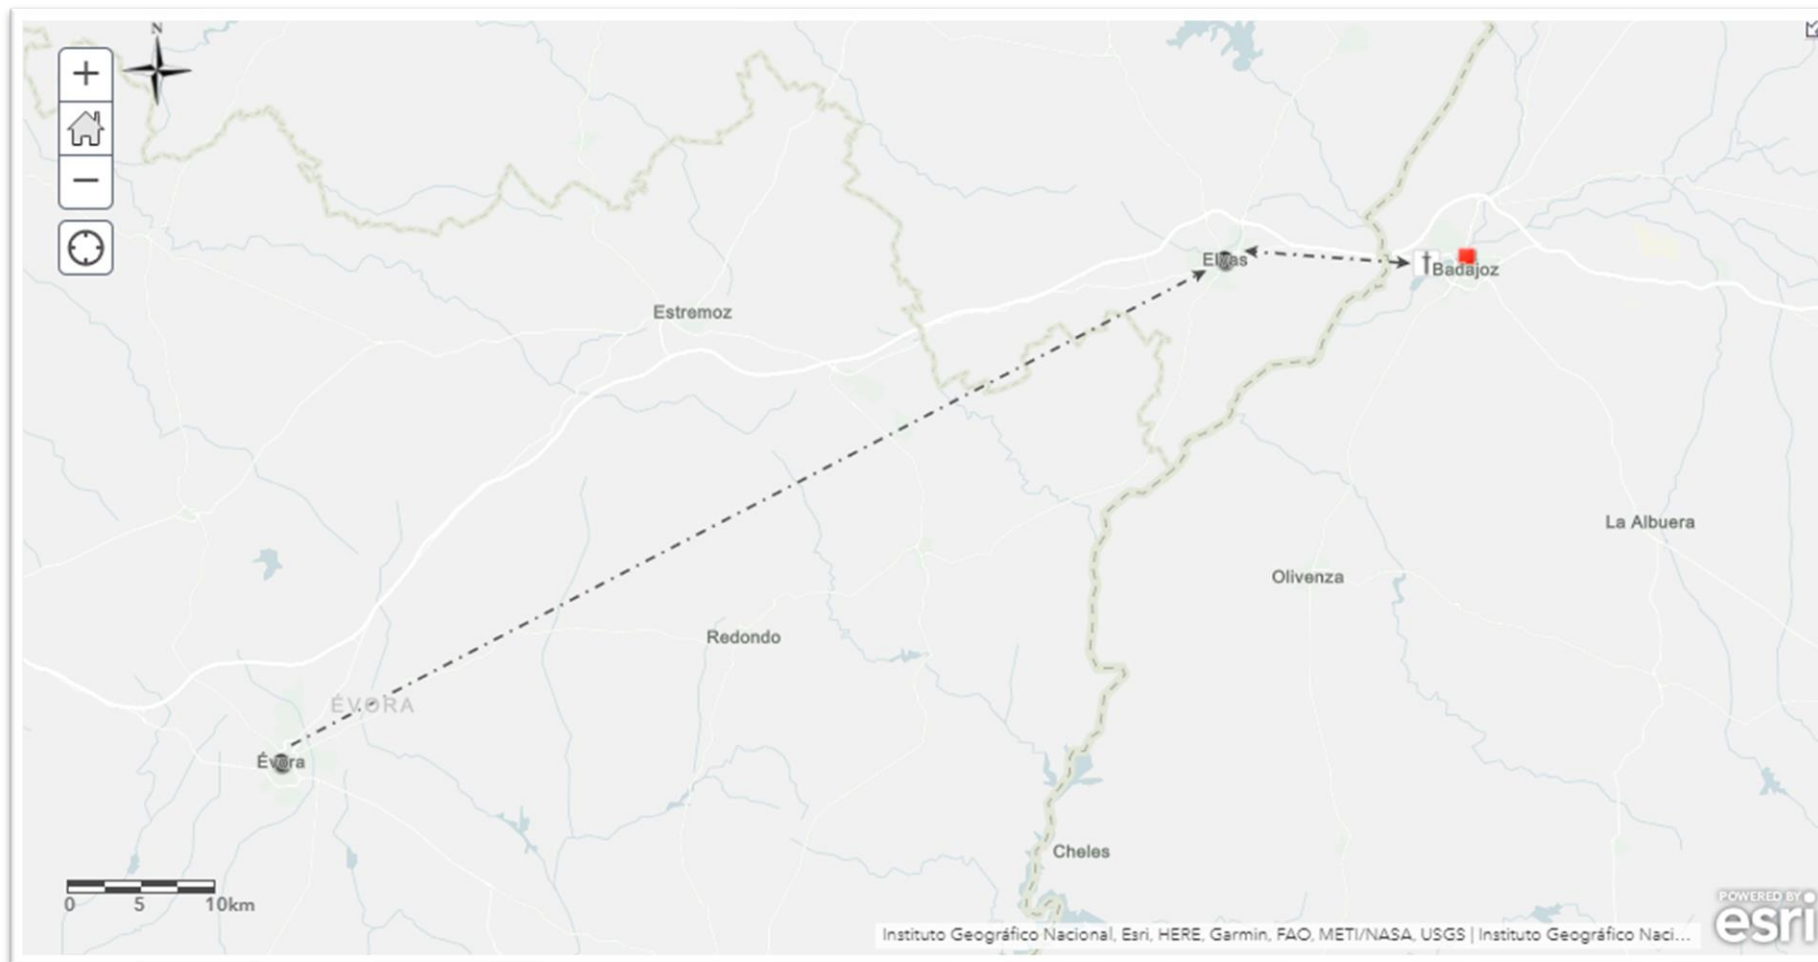 N
Elvas
Badajoz
Estremoz
La Albuera
Olivenza
Redondo
ÉVORA
Évora
Cheles
0 5 10km
POWERED BY
esri
Instituto Geográfico Nacional, Esri, HERE, Garmin, FAO, METI/NASA, USGS | Instituto Geográfico Naci...